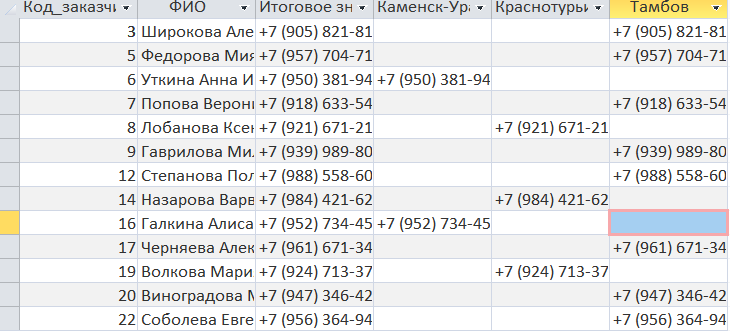 Код_заказчи ФИО Итоговое зн Каменск-Ура Краснотурьи Тамбов
3 Широкова Але +7 (905) 821-81 +7 (905) 821-81
5 Федорова Мия +7 (957) 704-71 +7 (957) 704-71
6 Уткина Анна И +7 (950) 381-94 +7 (950) 381-94
7 Попова Верони +7 (918) 633-54 +7 (918) 633-54
8 Лобанова Ксен +7 (921) 671-21 +7 (921) 671-21
9 Гаврилова Мил +7 (939) 989-80 +7 (939) 989-80
12 Степанова Пол +7 (988) 558-60 +7 (988) 558-60
14 Назарова Варв +7 (984) 421-62 +7 (984) 421-62
16 Галкина Алиса +7 (952) 734-45 +7 (952) 734-45
17 Черняева Алек +7 (961) 671-34 +7 (961) 671-34
19 Волкова Мари +7 (924) 713-37 +7 (924) 713-37
20 Виноградова М +7 (947) 346-42 +7 (947) 346-42
22 Соболева Евге +7 (956) 364-94 +7 (956) 364-94